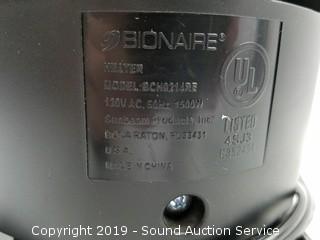 BIONAIRE®
HEATER
MODEL:
120V AC, 60Hz, 1500W
Sunbeam Products, Inc.
BOCA RATON, FL 33431
U.S.A.
MADE IN CHINA
UL
LISTED
Copyright 2019 - Sound Auction Service